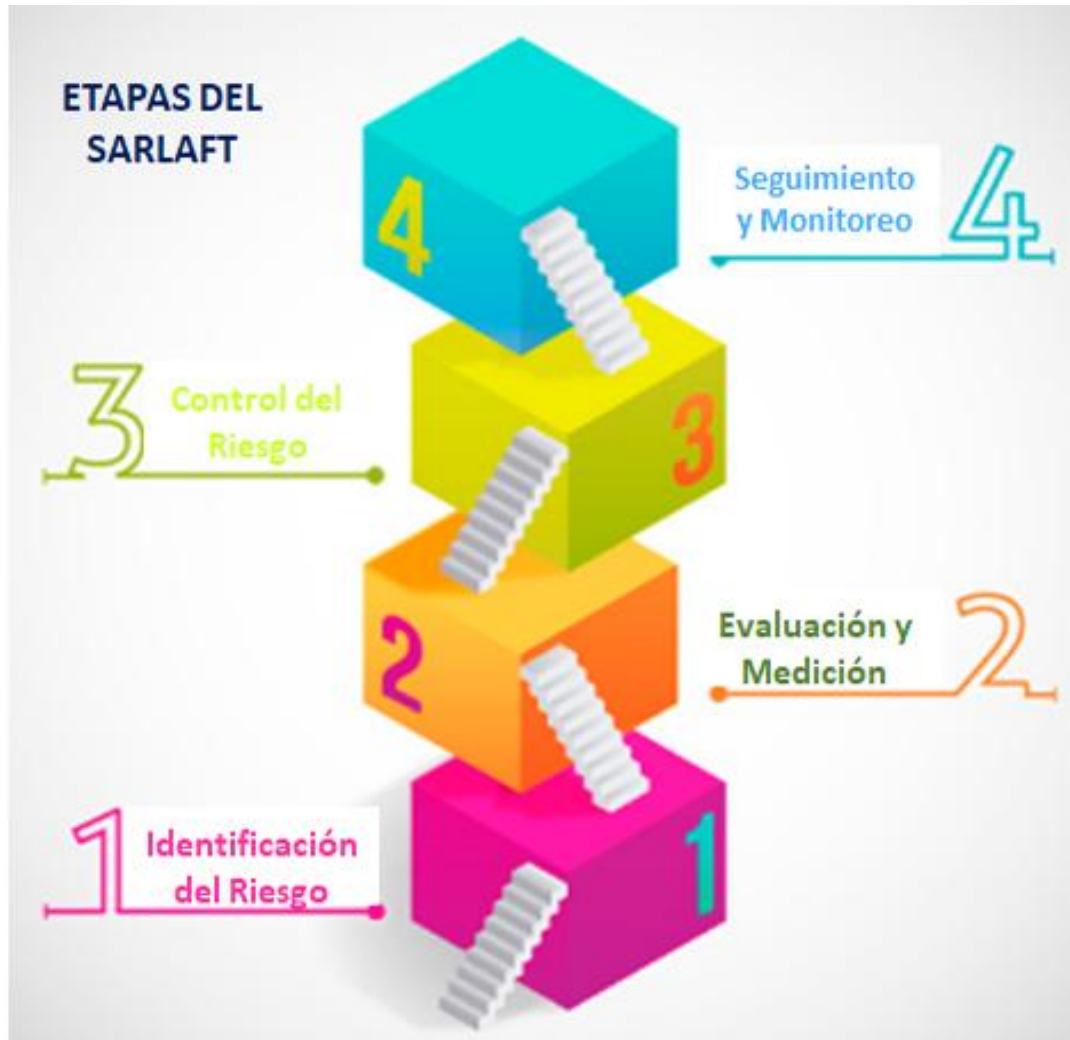 ETAPAS DEL
SARLAFT
4
Seguimiento
y Monitoreo
4
3
Control del
Riesgo
3
2
Evaluación y
Medición
2
1
Identificación
del Riesgo
1